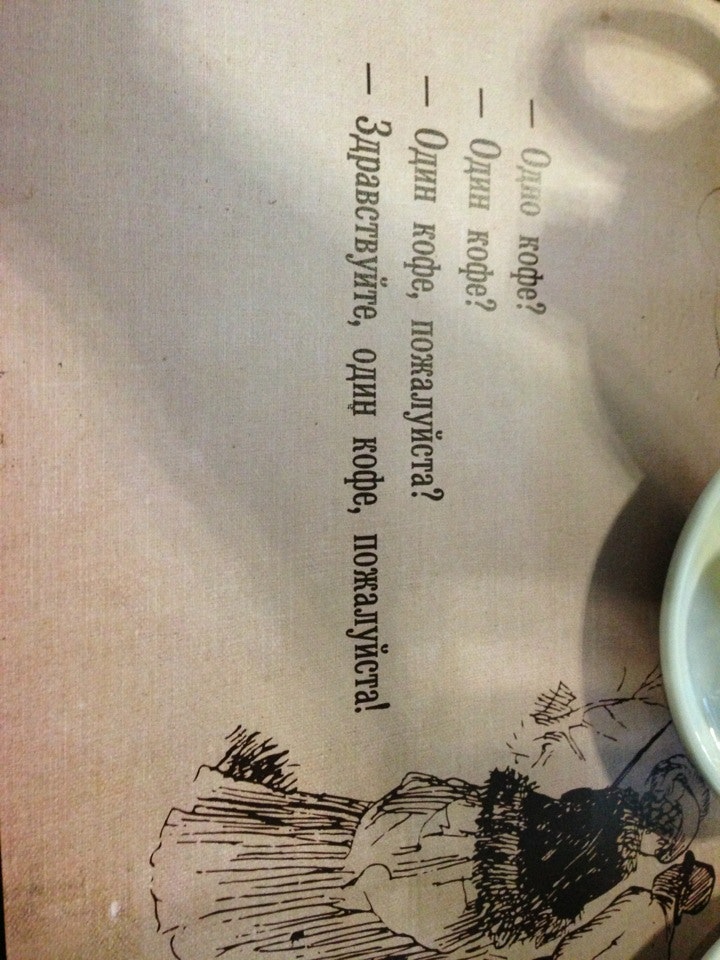 — Одно кофе?
— Один кофе?
— Один кофе, пожалуйста?
— Здравствуйте, один кофе, пожалуйста!